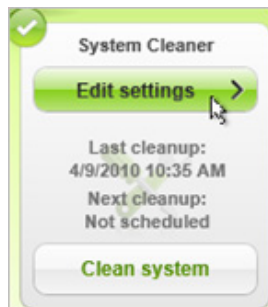 System Cleaner
Edit settings
Last cleanup:
4/9/2010 10:35 AM
Next cleanup:
Not scheduled
Clean system